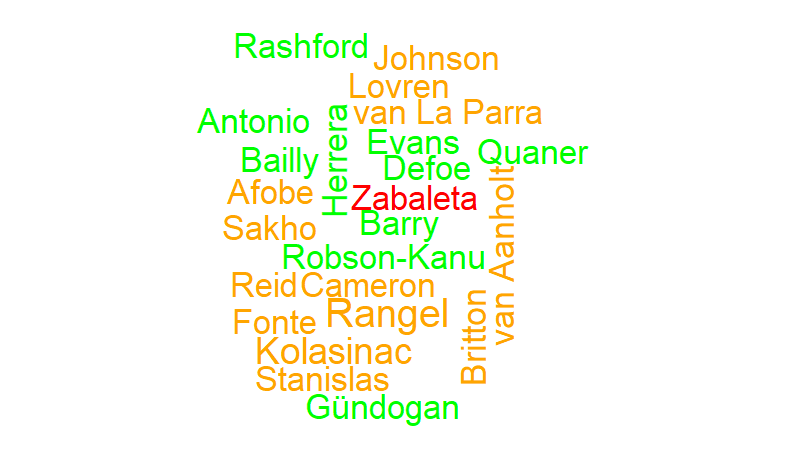 Rashford
Johnson
Lovren
van La Parra
Antonio
Herrera
Evans
Quaner
Bailly
Defoe
Afobe
Zabaleta
van Aanholt
Sakho
Barry
Robson-Kanu
Reid
Cameron
Rangel
Fonte
Britton
Kolasinac
Stanislas
Gündogan